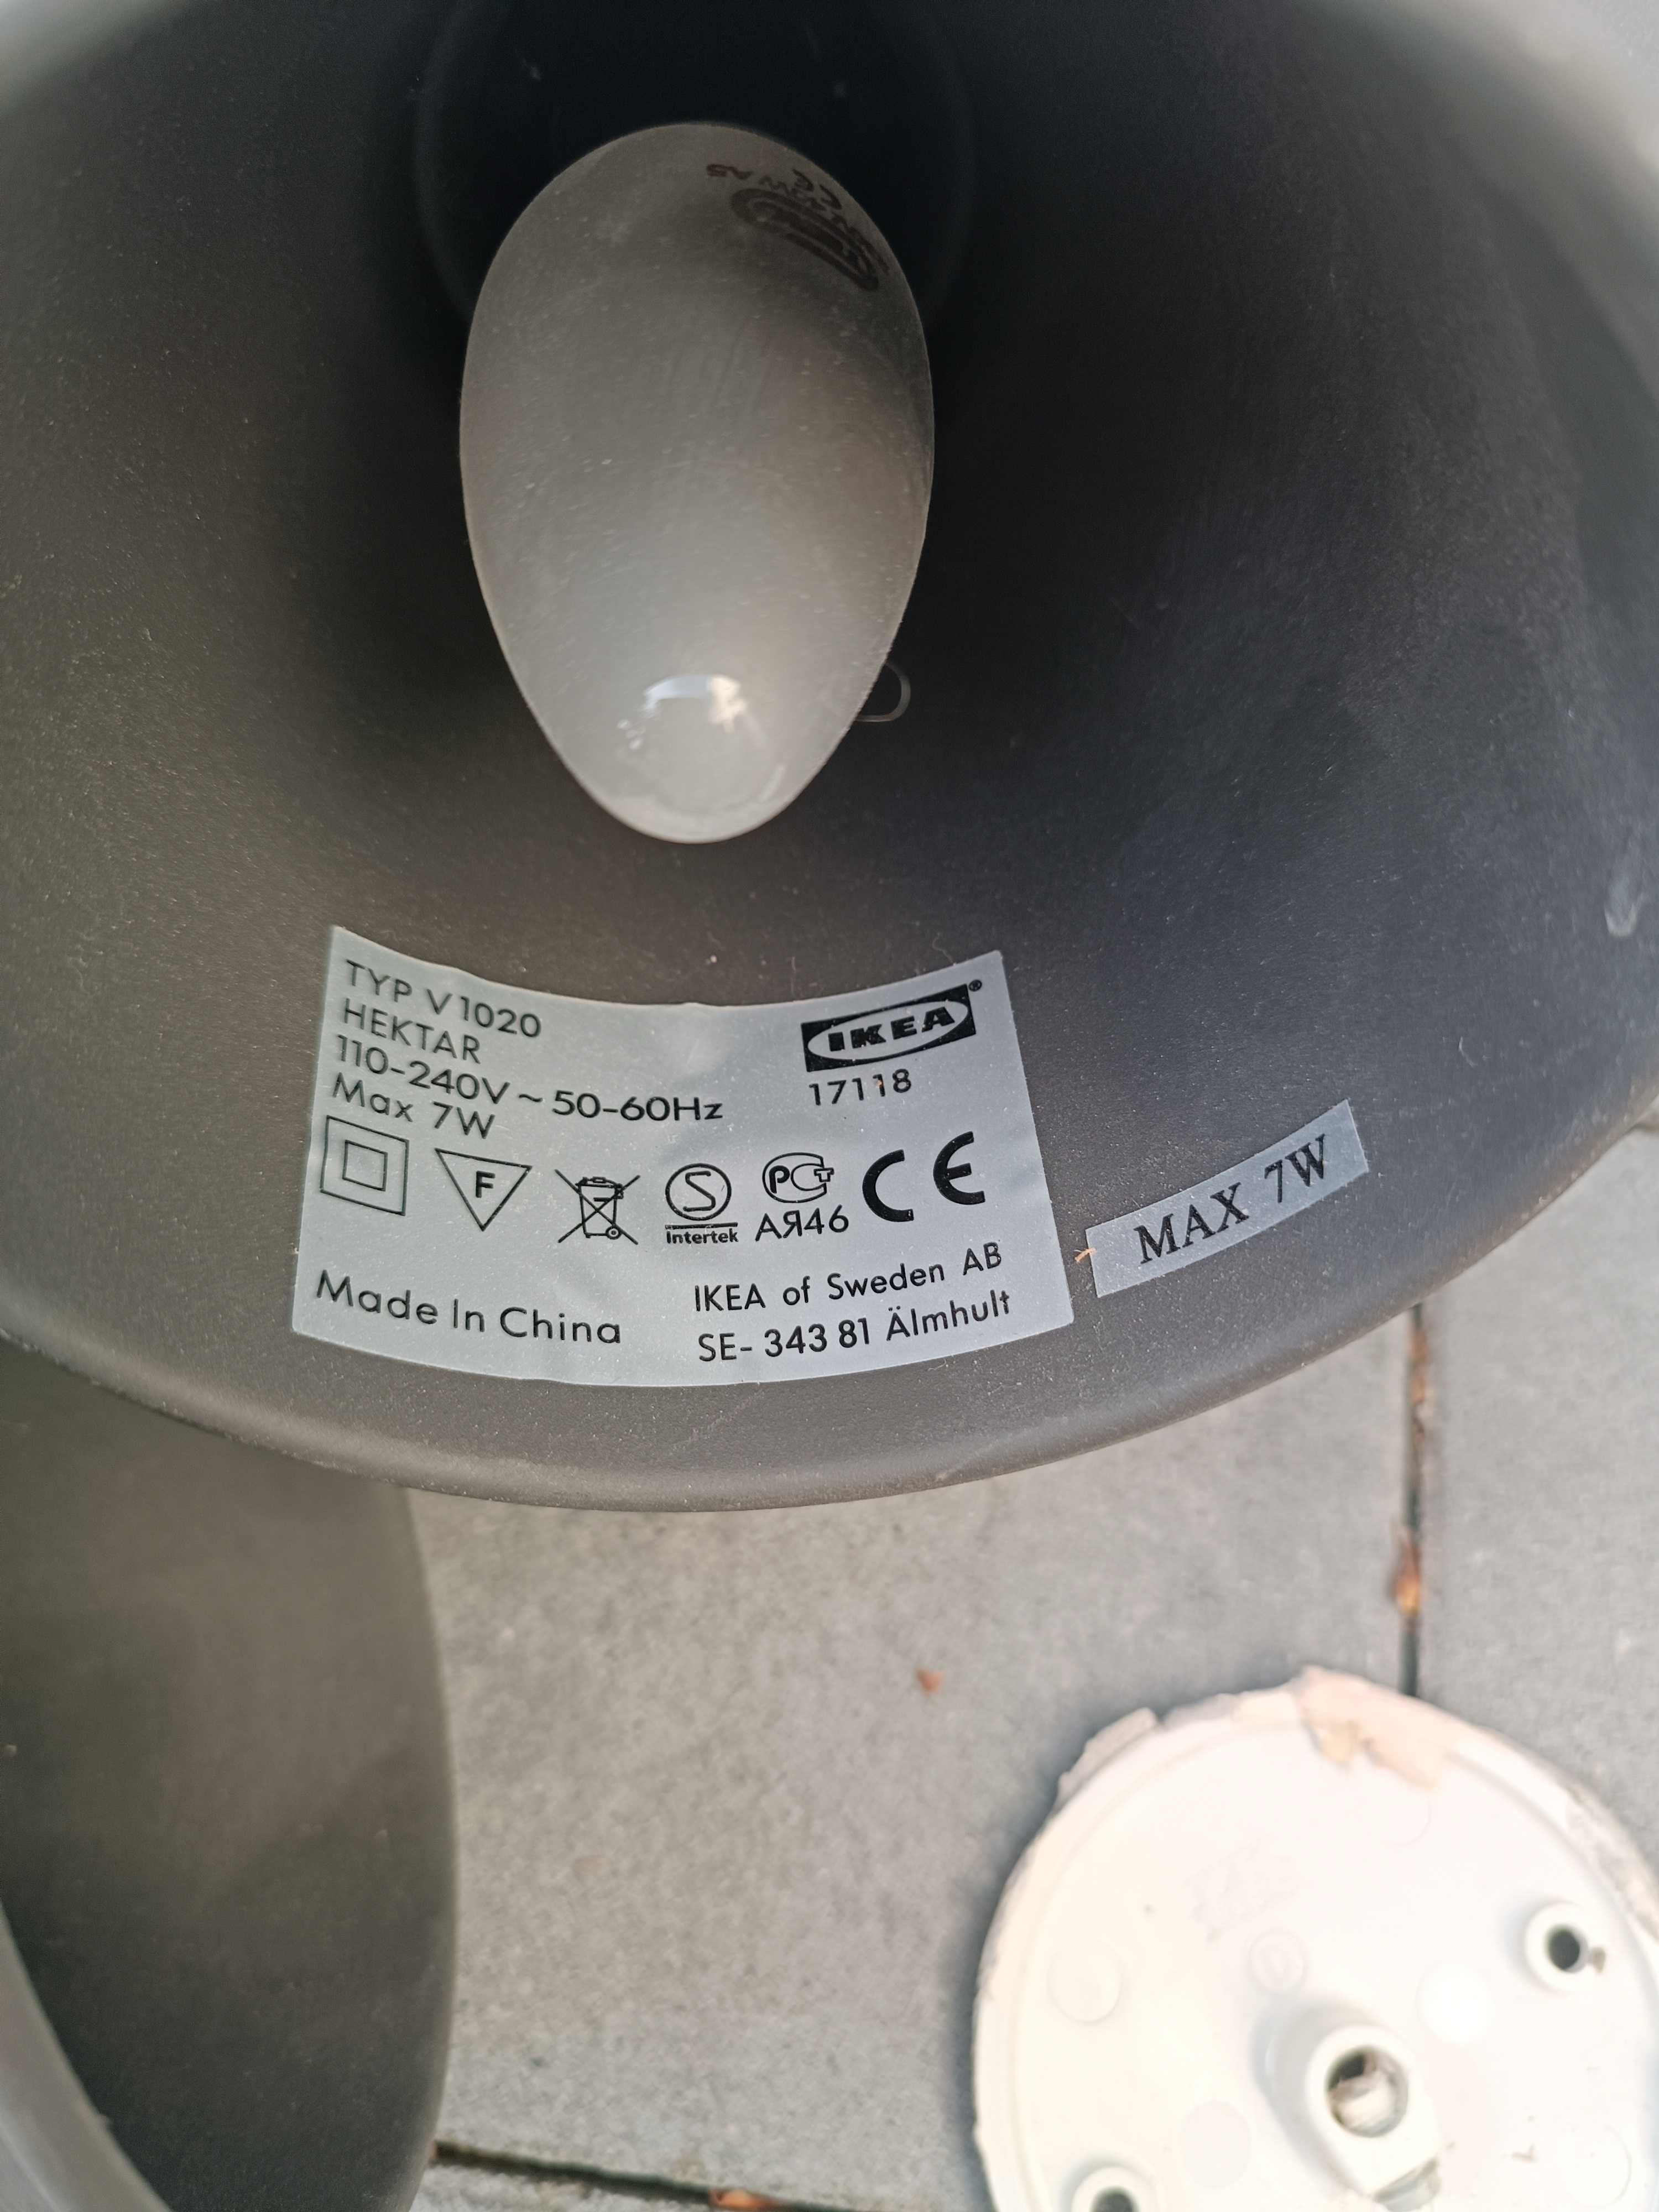 TYP V1020
HEKTAR
110-240V ~ 50-60Hz
Max 7W
IKEA®
17118
F
S
Intertek
PCT
AЯ46
CE
Made In China
IKEA of Sweden AB
SE- 343 81 Älmhult
MAX 7W